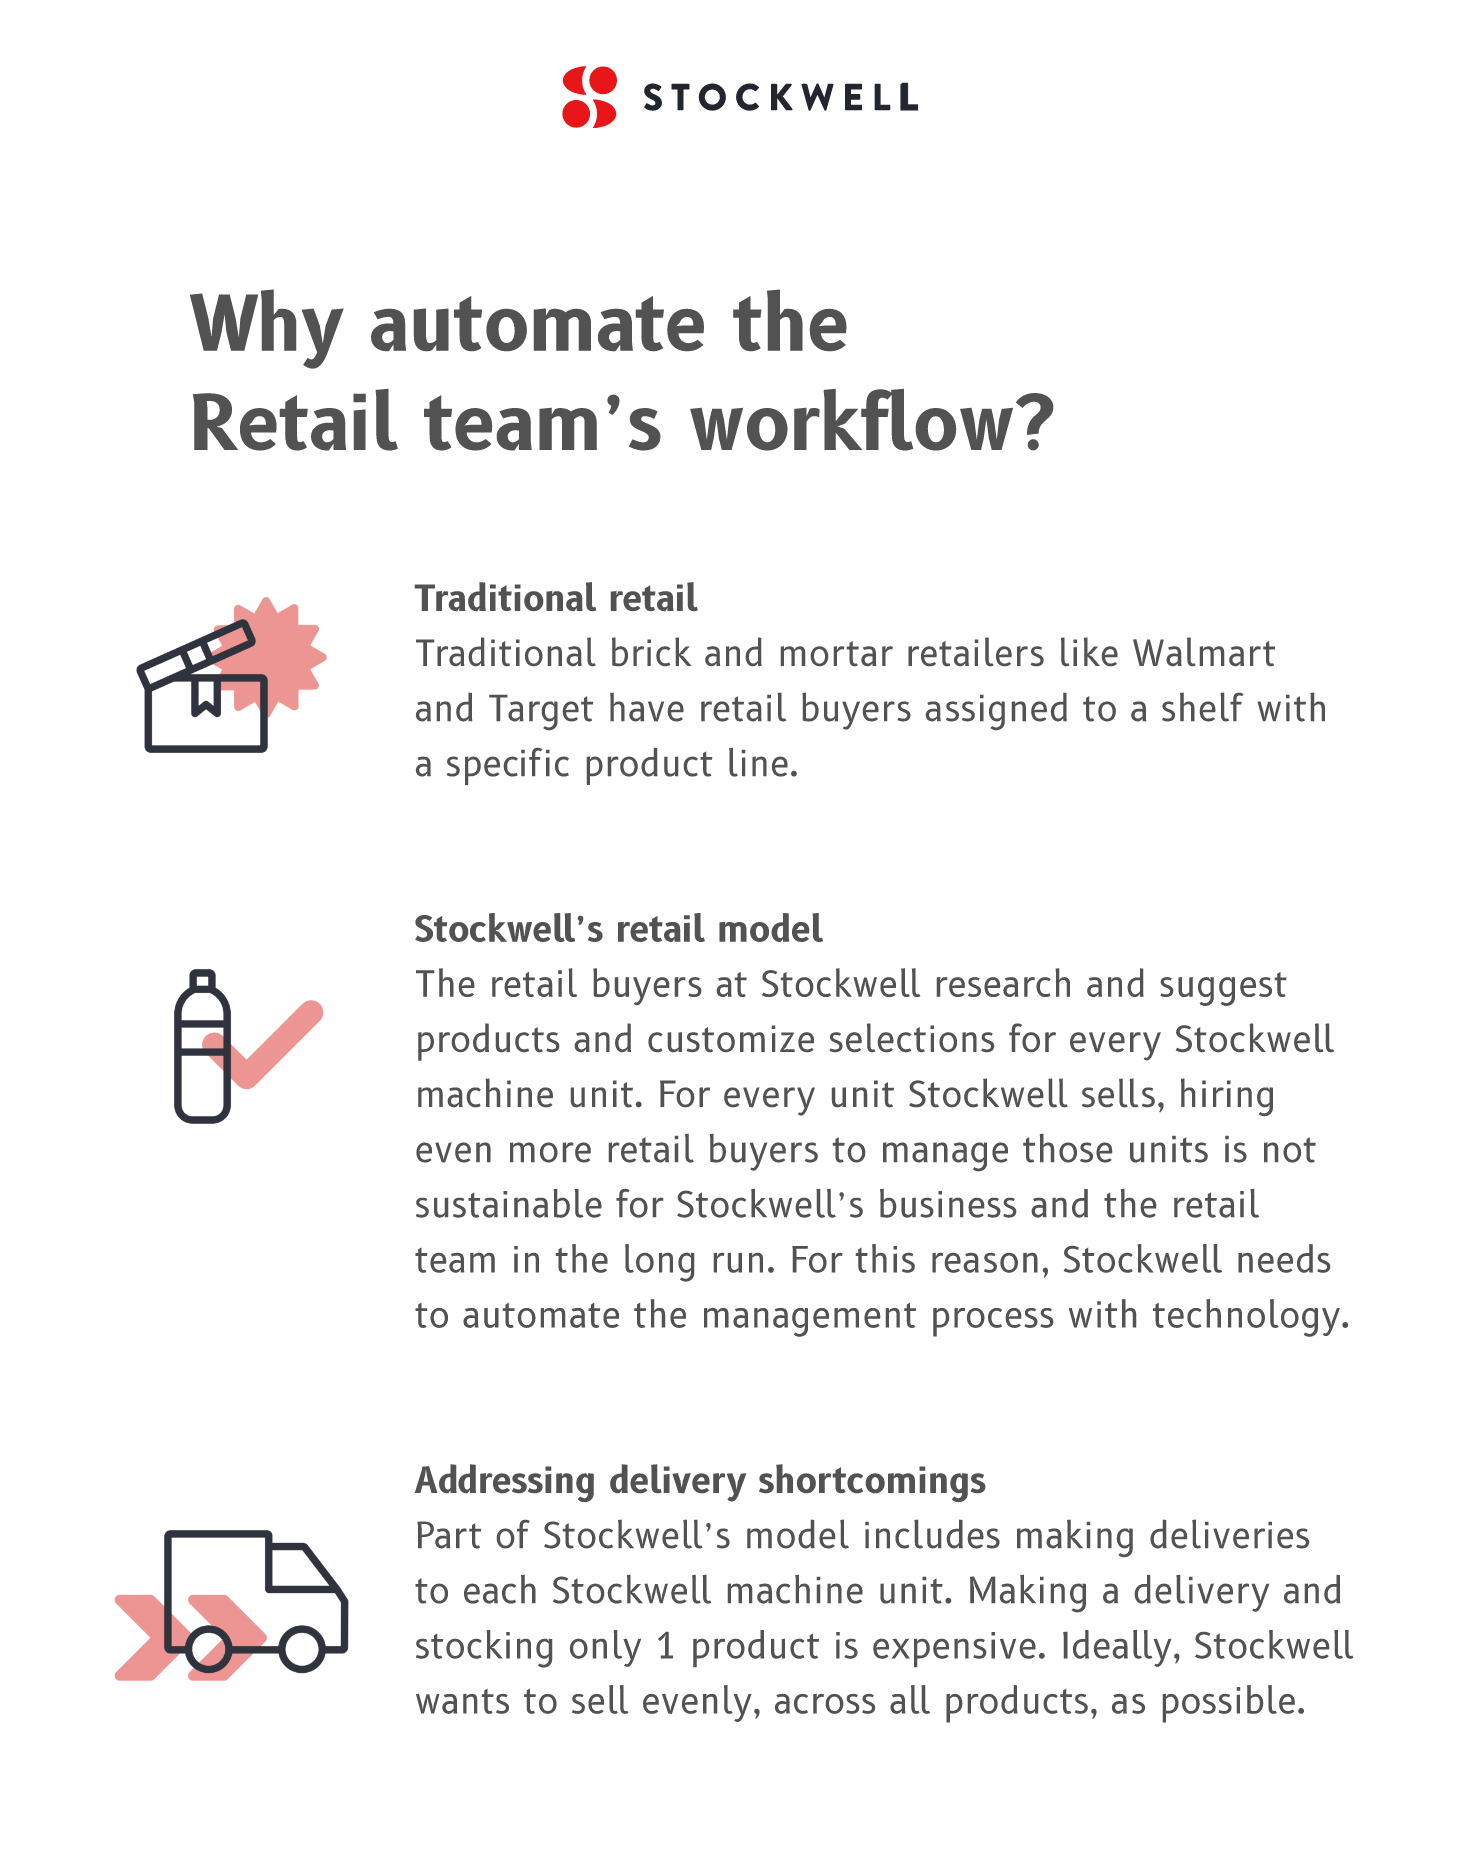 STOCKWELL
Why automate the
Retail team’s workflow?
Traditional retail
Traditional brick and mortar retailers like Walmart
and Target have retail buyers assigned to a shelf with
a specific product line.
Stockwell’s retail model
The retail buyers at Stockwell research and suggest
products and customize selections for every Stockwell
machine unit. For every unit Stockwell sells, hiring
even more retail buyers to manage those units is not
sustainable for Stockwell’s business and the retail
team in the long run. For this reason, Stockwell needs
to automate the management process with technology.
Addressing delivery shortcomings
Part of Stockwell’s model includes making deliveries
to each Stockwell machine unit. Making a delivery and
stocking only 1 product is expensive. Ideally, Stockwell
wants to sell evenly, across all products, as possible.